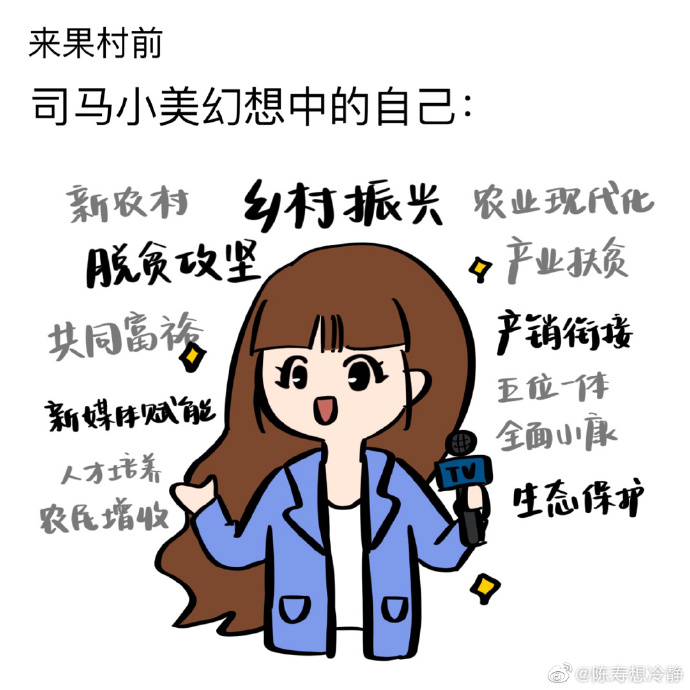 来果村前
司马小美幻想中的自己：
新农村 乡村振兴 农业现代化
脱贫攻坚 产业扶贫
共同富裕 产销衔接
新媒体赋能 五位一体
全面小康
人才培养 生态保护
农民增收
TV
@陈寿想冷静